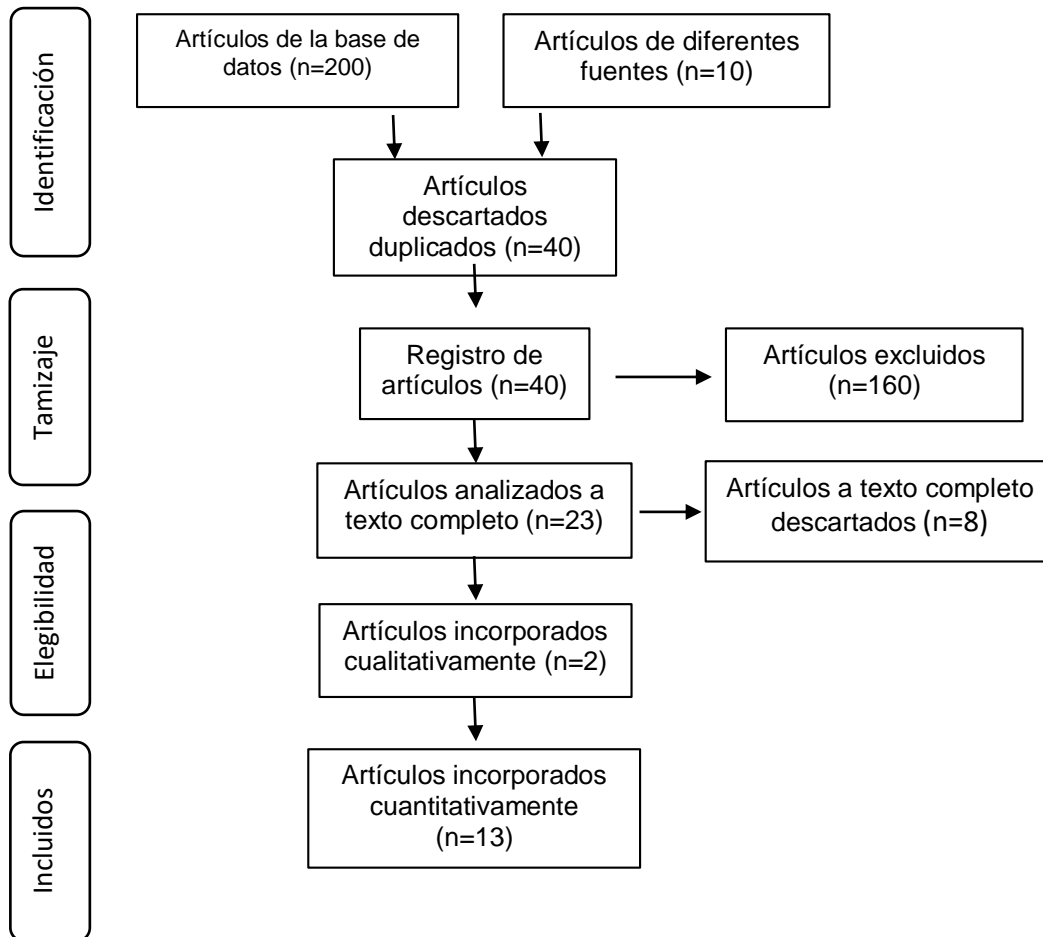 Identificación
Artículos de la base de
datos (n=200)
Artículos de diferentes
fuentes (n=10)
Artículos
descartados
duplicados (n=40)
Tamizaje
Registro de
artículos (n=40)
Artículos excluidos
(n=160)
Artículos analizados a
texto completo (n=23)
Artículos a texto completo
descartados (n=8)
Elegibilidad
Artículos incorporados
cualitativamente (n=2)
Incluidos
Artículos incorporados
cuantitativamente
(n=13)